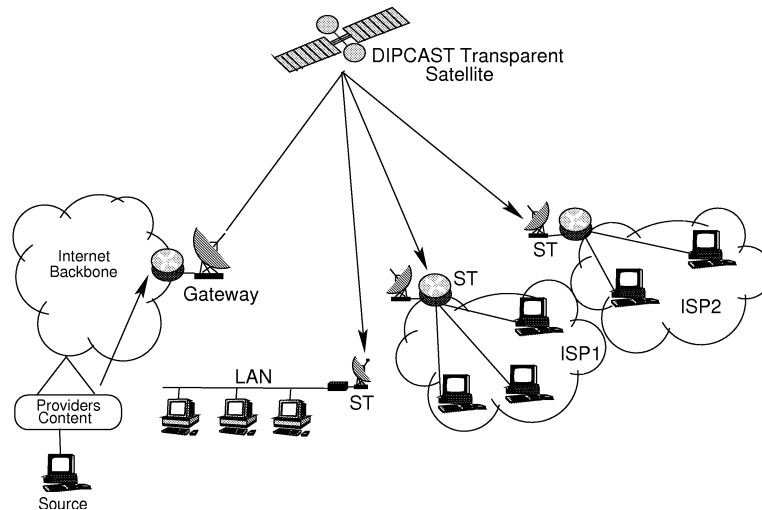 DIPCAST Transparent
Satellite
Internet
Backbone
Gateway
ST
ST
ISP2
ISP1
LAN
ST
Providers
Content
Source